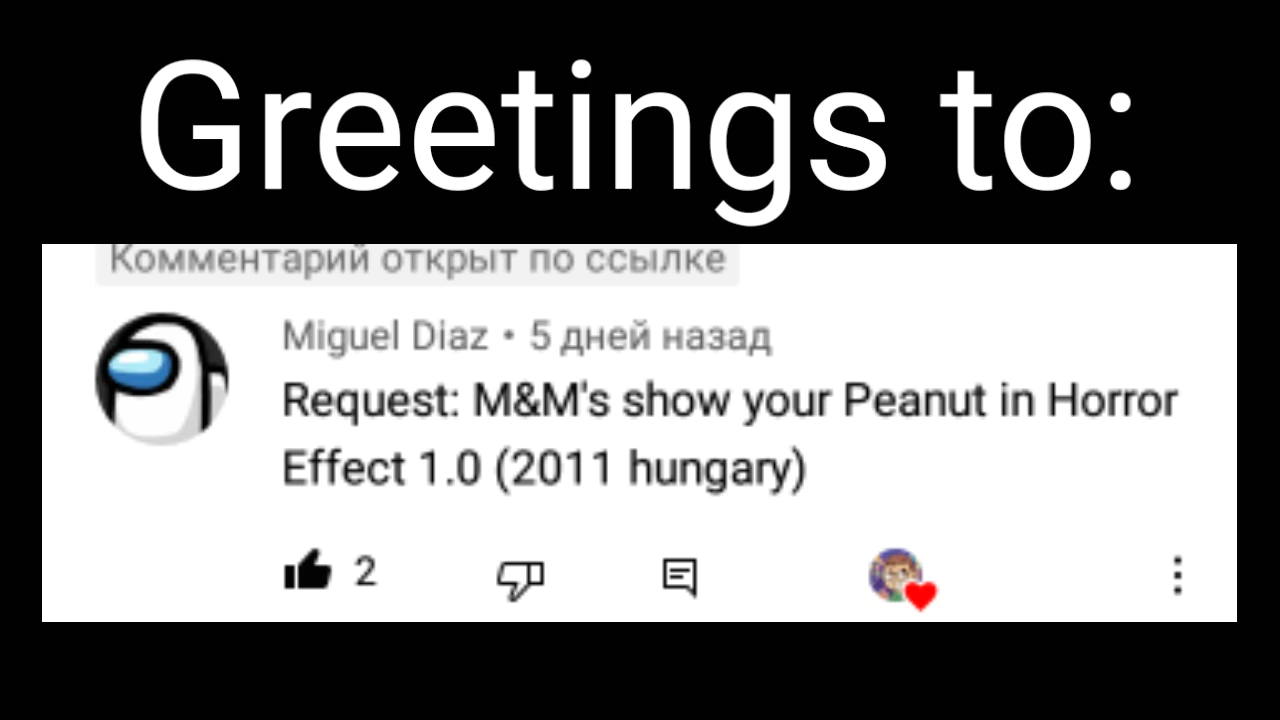 Greetings to:
Комментарий открыт по ссылке
Miguel Diaz • 5 дней назад
Request: M&M's show your Peanut in Horror
Effect 1.0 (2011 hungary)
2